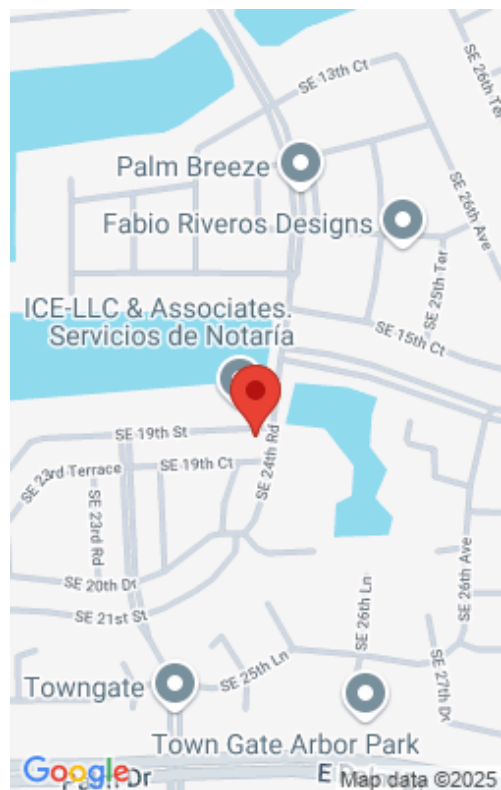 SE 13th Ct
SE 26th Ter
Palm Breeze
SE 26th Ave
Fabio Riveros Designs
SE 25th Ter
ICE-LLC & Associates.
Servicios de Notaría
SE 15th Ct
SE 19th St
SE 24th Rd
SE 23rd Terrace
SE 19th Ct
SE 23rd Rd
SE 26th Ave
SE 20th Dr
SE 26th Ln
SE 21st St
SE 25th Ln
SE 27th Dr
Towngate
Town Gate Arbor Park
Google
Dr
E
Map data ©2025